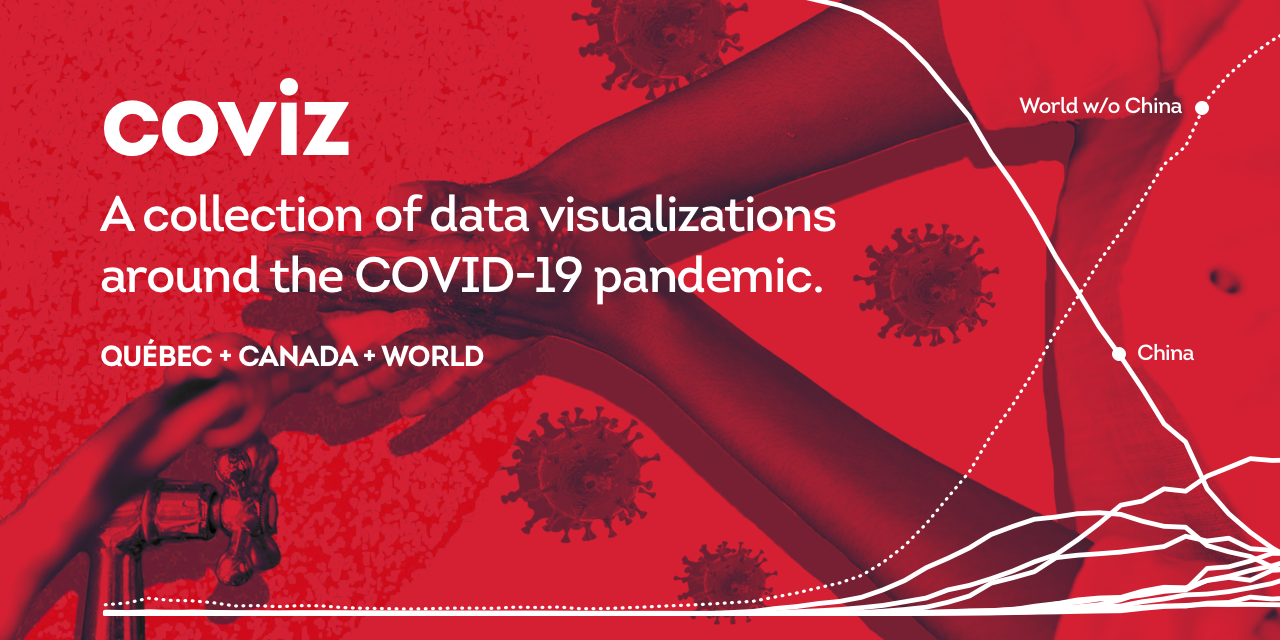 coviz
A collection of data visualizations
around the COVID-19 pandemic.
QUÉBEC + CANADA + WORLD
World w/o China
China